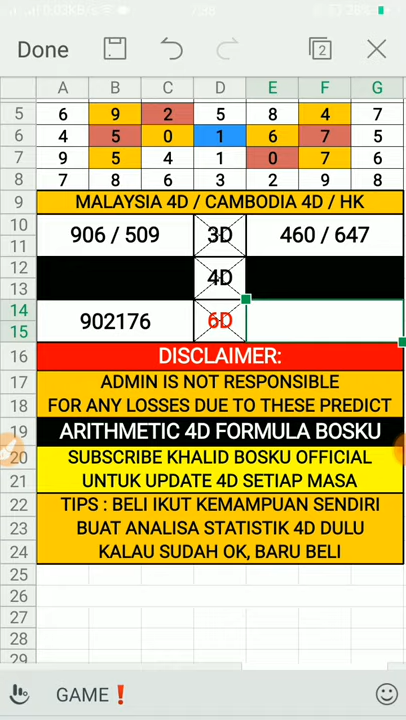 7:38
28%
Done
2
A B C D E F G
5 6 9 2 5 8 4 7
6 4 5 0 1 6 7 5
7 9 5 4 1 0 7 6
8 7 8 6 3 2 9 8
9 MALAYSIA 4D / CAMBODIA 4D / HK
10
11 906 / 509 3D 460 / 647
12
13 4D
14
15 902176 6D
16 DISCLAIMER:
17 ADMIN IS NOT RESPONSIBLE
18 FOR ANY LOSSES DUE TO THESE PREDICT
19 ARITHMETIC 4D FORMULA BOSKU
20 SUBSCRIBE KHALID BOSKU OFFICIAL
21 UNTUK UPDATE 4D SETIAP MASA
22 TIPS : BELI IKUT KEMAMPUAN SENDIRI
23 BUAT ANALISA STATISTIK 4D DULU
24 KALAU SUDAH OK, BARU BELI
25
26
27
28
29
GAME❗